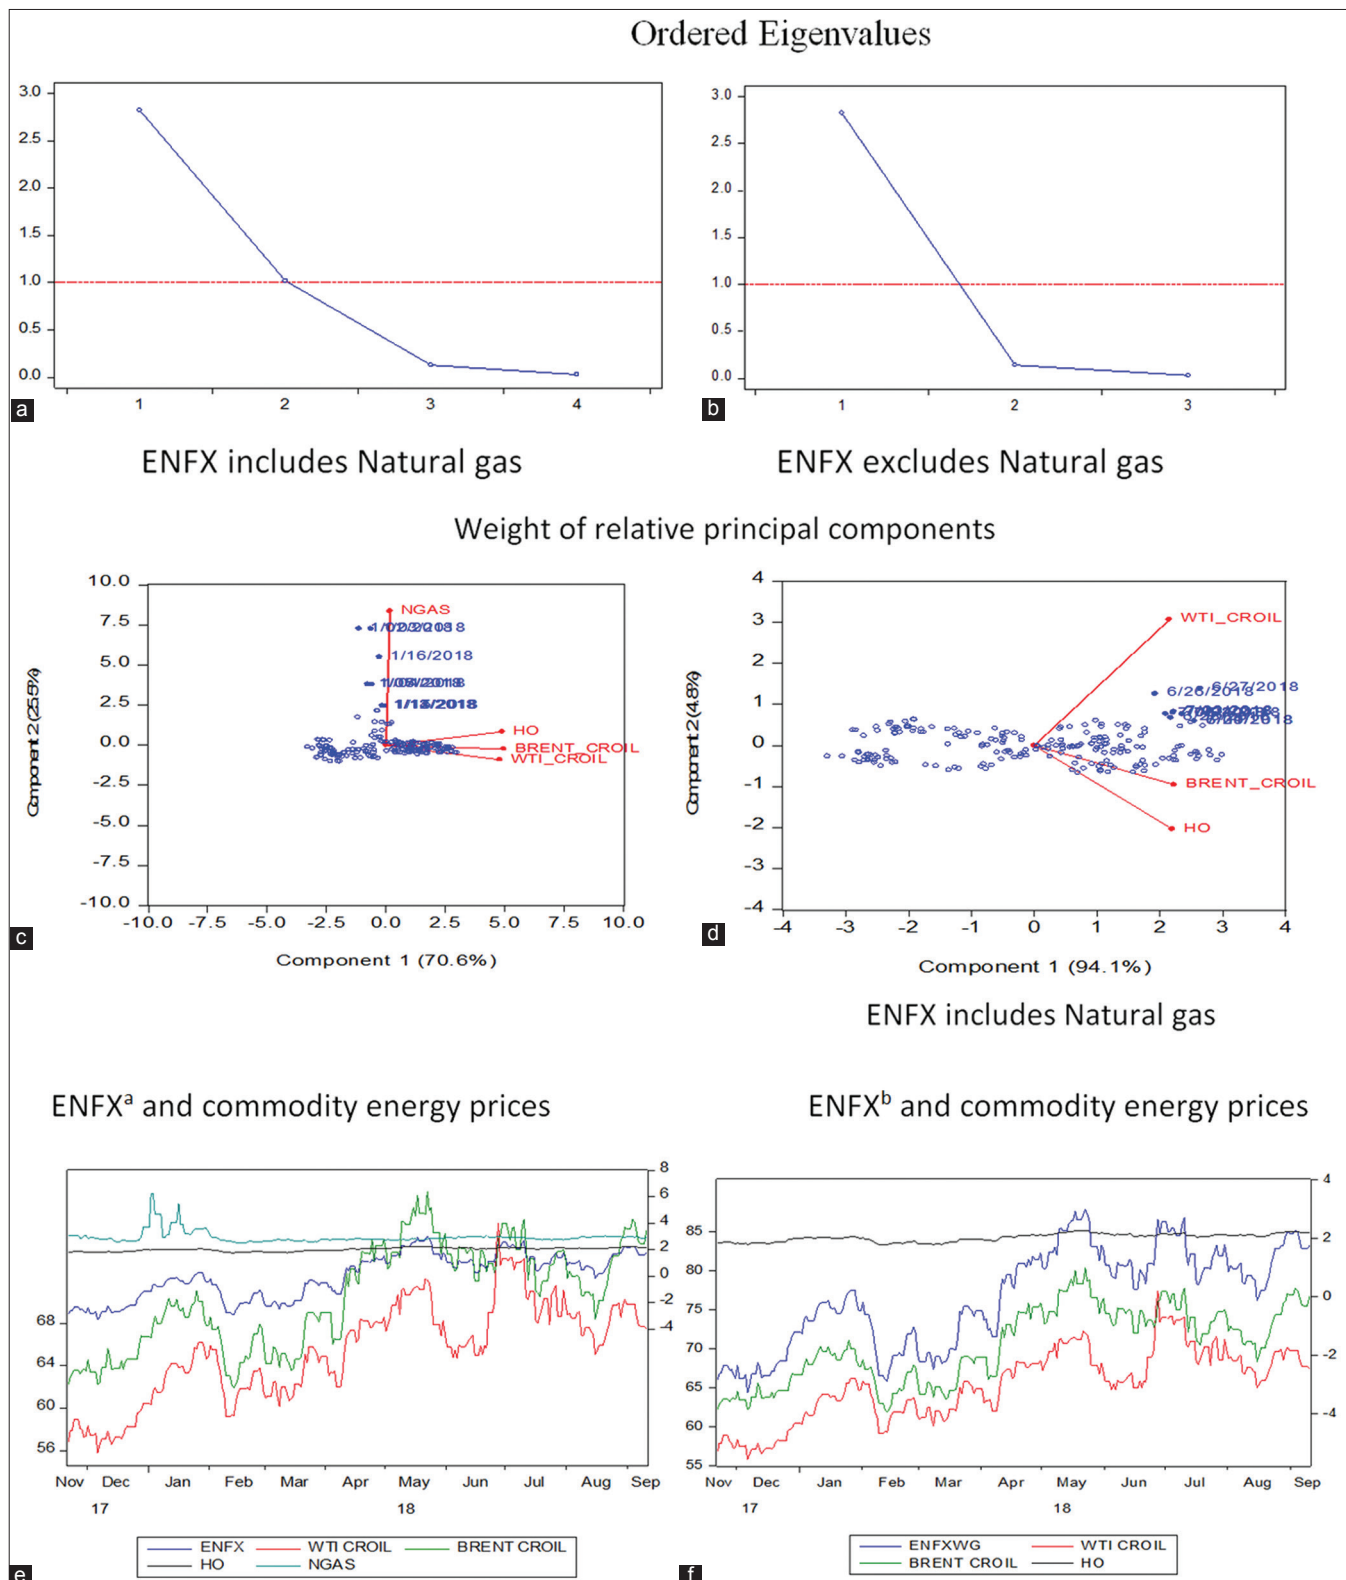 Ordered Eigenvalues
3.0
2.5
2.0
1.5
1.0
0.5
0.0
1 2 3 4
a
3.0
2.5
2.0
1.5
1.0
0.5
0.0
1 2 3
b
ENFX includes Natural gas
ENFX excludes Natural gas
Weight of relative principal components
10.0
7.5
5.0
2.5
0.0
-2.5
-5.0
-7.5
-10.0
Component 2 (25.5%)
NGAS
1/16/2018
HO
BRENT_CROIL
WTI_CROIL
-10.0 -7.5 -5.0 -2.5 0.0 2.5 5.0 7.5 10.0
Component 1 (70.6%)
c
4
3
2
1
0
-1
-2
-3
-4
Component 2 (4.8%)
WTI_CROIL
6/27/2018
6/26/2018
BRENT_CROIL
HO
-4 -3 -2 -1 0 1 2 3 4
Component 1 (94.1%)
d
ENFX includes Natural gas
ENFXᵃ and commodity energy prices
ENFXᵇ and commodity energy prices
8
6
4
2
0
-2
-4
68
64
60
56
Nov Dec Jan Feb Mar Apr May Jun Jul Aug Sep
17 18
ENFX WTI CROIL BRENT CROIL
HO NGAS
e
4
2
0
-2
-4
85
80
75
70
65
60
55
Nov Dec Jan Feb Mar Apr May Jun Jul Aug Sep
17 18
ENFXWG WTI CROIL
BRENT CROIL HO
f